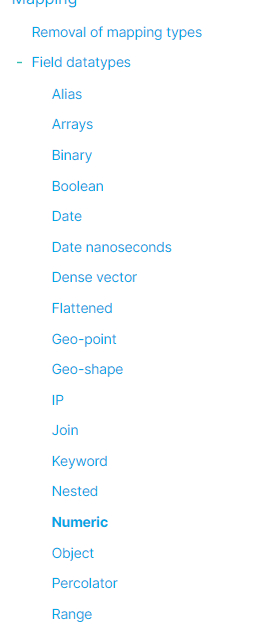 Mapping
Removal of mapping types
- Field datatypes
Alias
Arrays
Binary
Boolean
Date
Date nanoseconds
Dense vector
Flattened
Geo-point
Geo-shape
IP
Join
Keyword
Nested
Numeric
Object
Percolator
Range